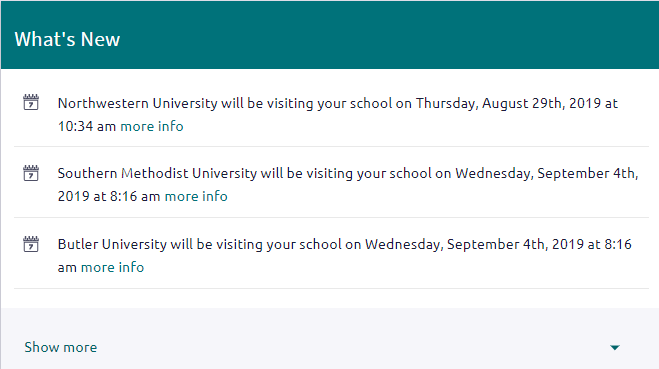 What's New
Northwestern University will be visiting your school on Thursday, August 29th, 2019 at
10:34 am more info
Southern Methodist University will be visiting your school on Wednesday, September 4th,
2019 at 8:16 am more info
Butler University will be visiting your school on Wednesday, September 4th, 2019 at 8:16
am more info
Show more